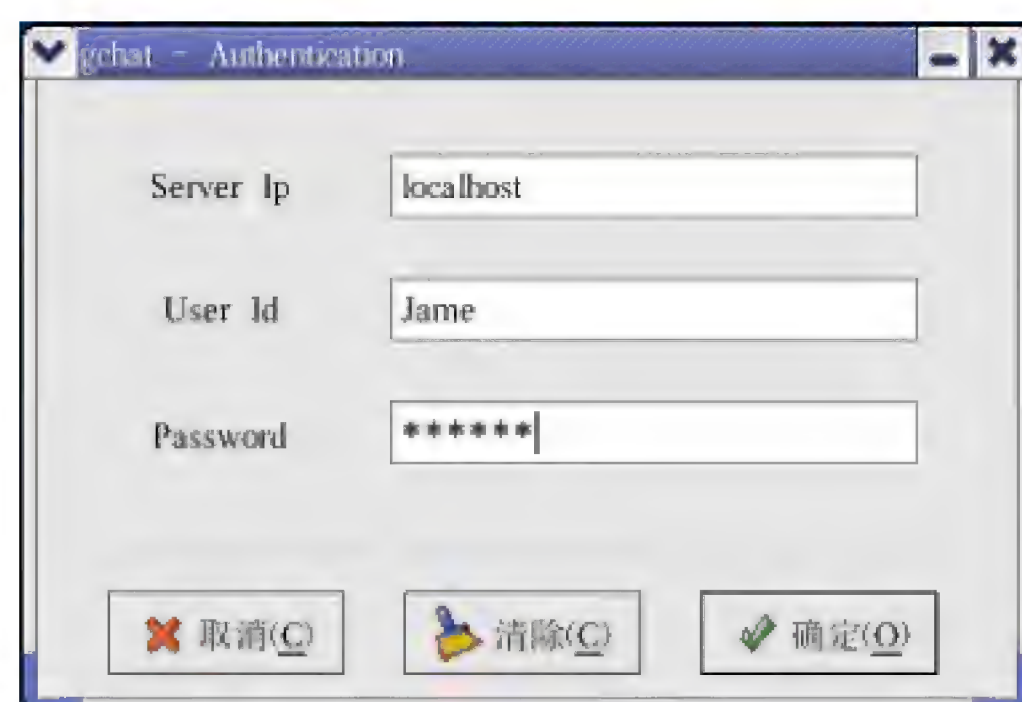 gchat - Authentication
Server Ip localhost
User Id Jame
Password ******
取消(C) 清除(C) 确定(O)